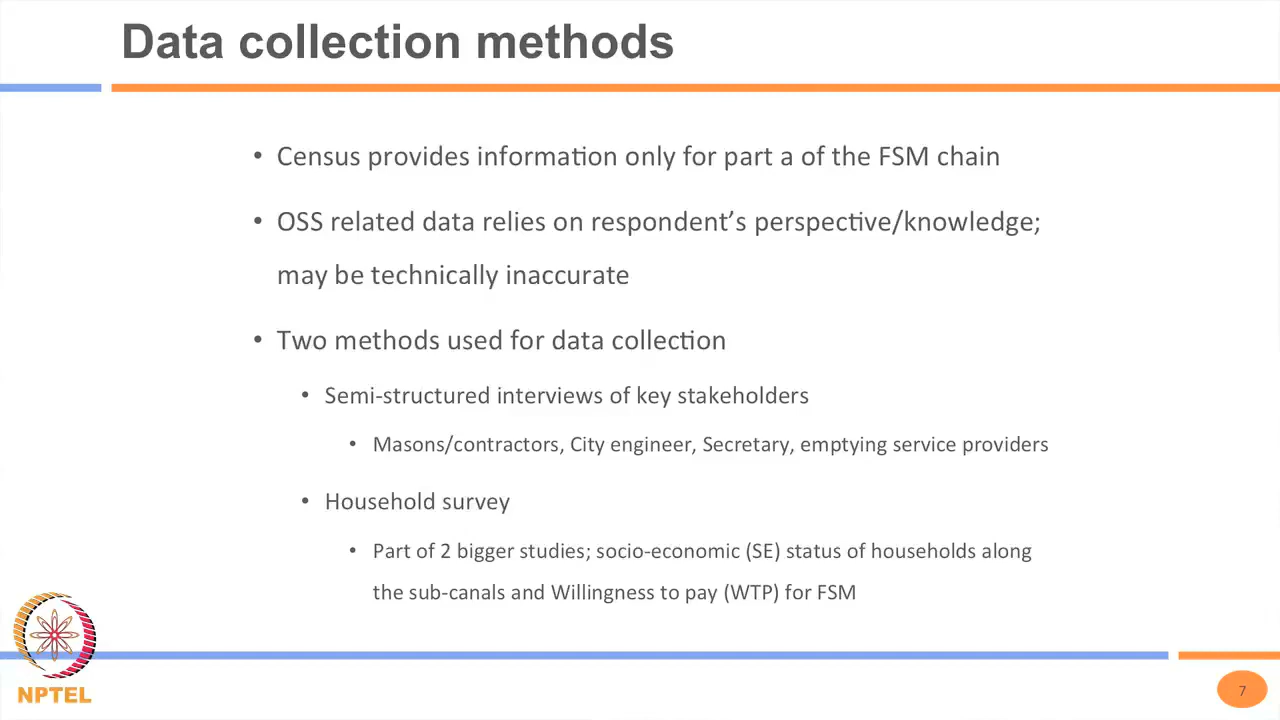 Data collection methods
• Census provides information only for part a of the FSM chain
• OSS related data relies on respondent’s perspective/knowledge;
may be technically inaccurate
• Two methods used for data collection
• Semi-structured interviews of key stakeholders
• Masons/contractors, City engineer, Secretary, emptying service providers
• Household survey
• Part of 2 bigger studies; socio-economic (SE) status of households along
the sub-canals and Willingness to pay (WTP) for FSM
NPTEL
7